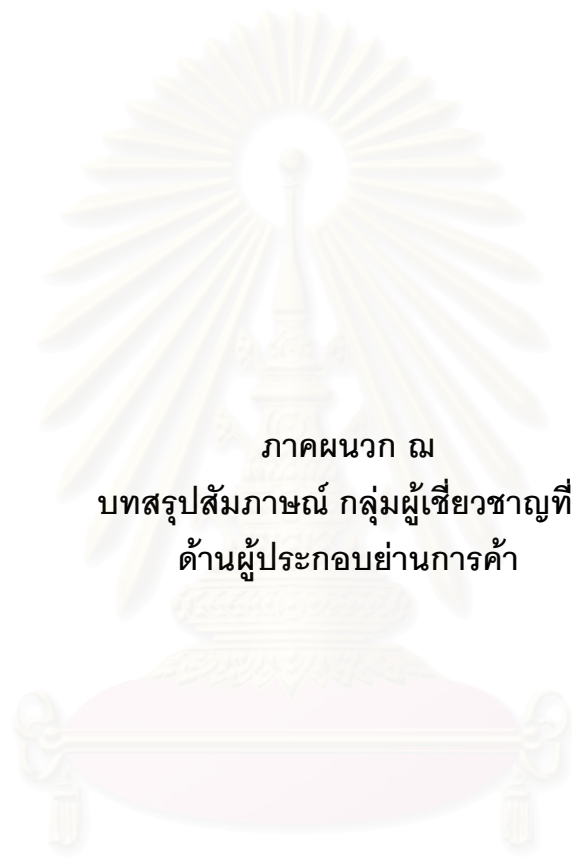 ภาคผนวก ฌ
บทสรุปสัมภาษณ์ กลุ่มผู้เชี่ยวชาญที่
ด้านผู้ประกอบย่านการค้า